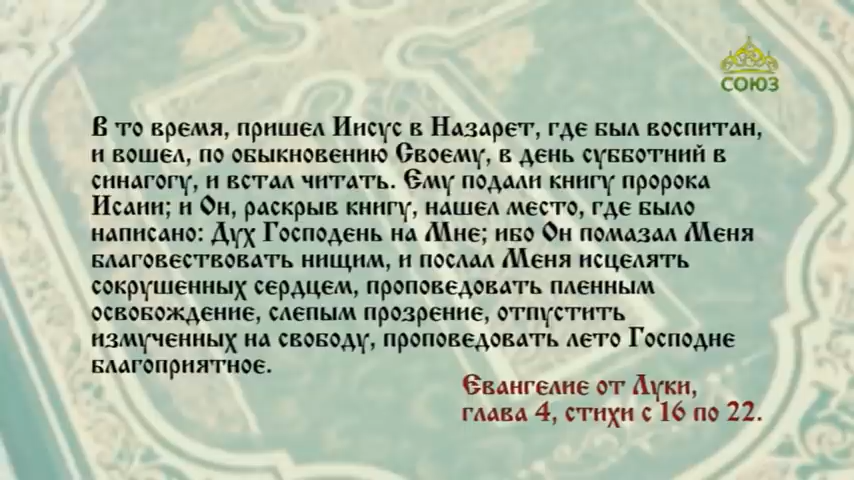 СОЮЗ
В то время, пришел Иисус в Назарет, где был воспитан,
и вошел, по обыкновению Своему, в день субботний в
синагогу, и встал читать. Ему подали книгу пророка
Исаии; и Он, раскрыв книгу, нашел место, где было
написано: Дух Господень на Мне; ибо Он помазал Меня
благовествовать нищим, и послал Меня исцелять
сокрушенных сердцем, проповедовать пленным
освобождение, слепым прозрение, отпустить
измученных на свободу, проповедовать лето Господне
благоприятное.
Евангелие от Луки,
глава 4, стихи с 16 по 22.